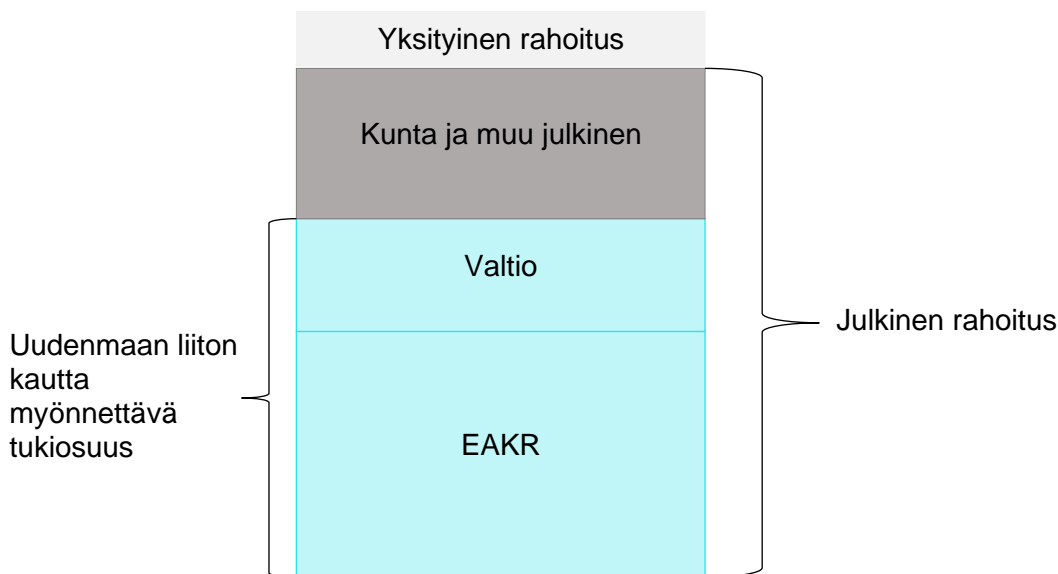 Yksityinen rahoitus
Kunta ja muu julkinen
Valtio
Julkinen rahoitus
Uudenmaan liiton
kautta
myönnettävä
tukiosuus
EAKR